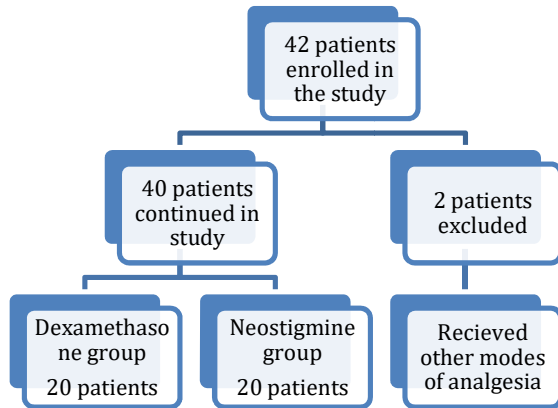 42 patients
enrolled in
the study
40 patients
continued in
study
2 patients
excluded
Dexamethaso
ne group
20 patients
Neostigmine
group
20 patients
Recieved
other modes
of analgesia